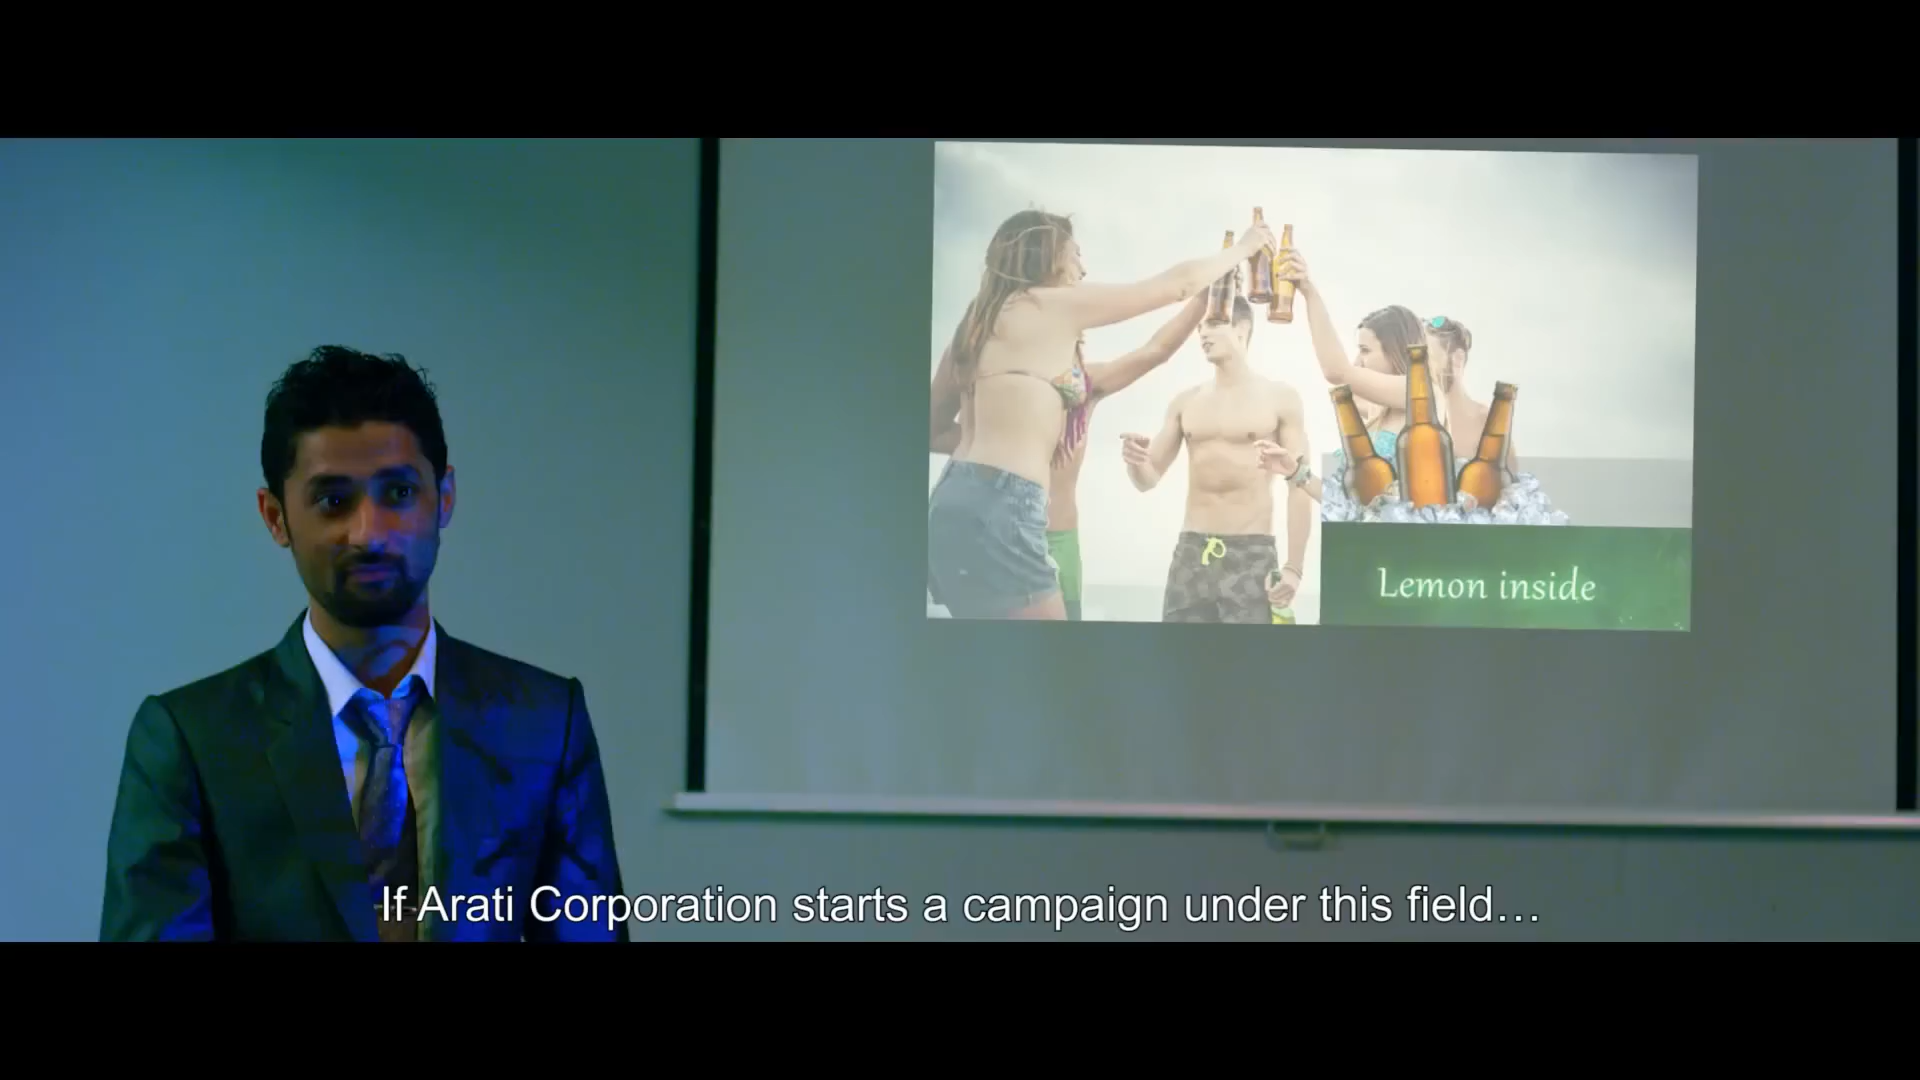 Lemon inside
If Arati Corporation starts a campaign under this field…